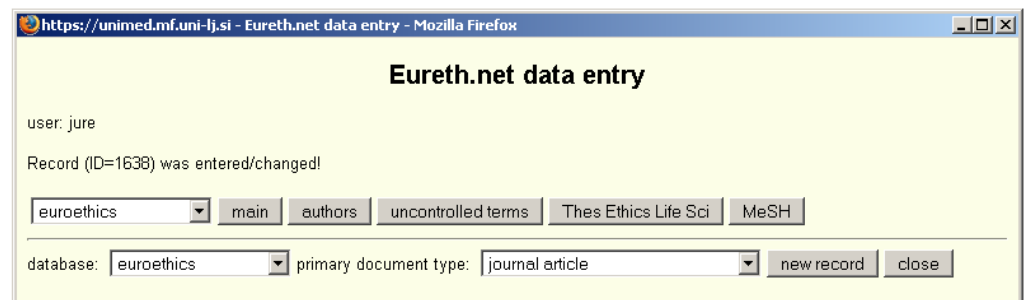 https://unimed.mf.uni-lj.si - Eureth.net data entry - Mozilla Firefox
Eureth.net data entry
user: jure
Record (ID=1638) was entered/changed!
euroethics main authors uncontrolled terms Thes Ethics Life Sci MeSH
database: euroethics primary document type: journal article new record close